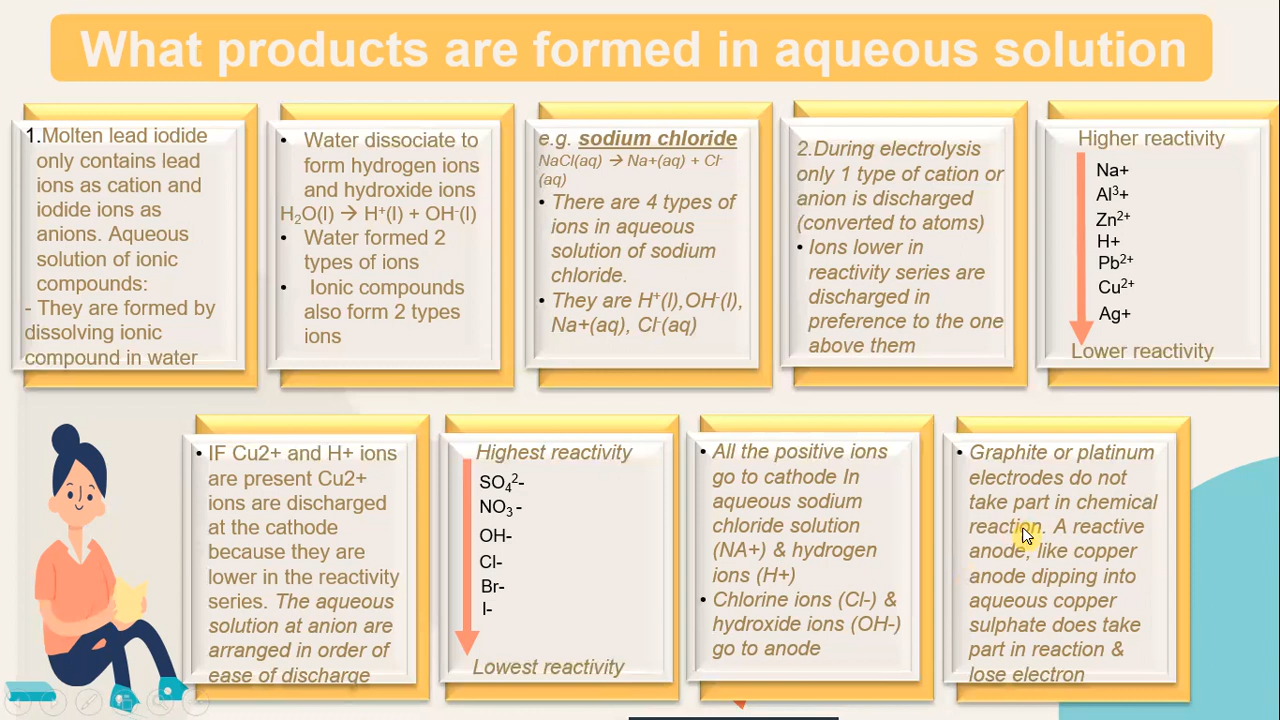 What products are formed in aqueous solution
1.Molten lead iodide
only contains lead
ions as cation and
iodide ions as
anions. Aqueous
solution of ionic
compounds:
- They are formed by
dissolving ionic
compound in water
• Water dissociate to
form hydrogen ions
and hydroxide ions
H₂O(l) → H⁺(l) + OH⁻(l)
• Water formed 2
types of ions
• Ionic compounds
also form 2 types
ions
e.g. sodium chloride
NaCl(aq) → Na+(aq) + Cl⁻
(aq)
• There are 4 types of
ions in aqueous
solution of sodium
chloride.
• They are H⁺(l),OH⁻(l),
Na+(aq), Cl⁻(aq)
2.During electrolysis
only 1 type of cation or
anion is discharged
(converted to atoms)
• Ions lower in
reactivity series are
discharged in
preference to the one
above them
Higher reactivity
Na+
Al³+
Zn²⁺
H+
Pb²⁺
Cu²⁺
Ag+
Lower reactivity
• IF Cu2+ and H+ ions
are present Cu2+
ions are discharged
at the cathode
because they are
lower in the reactivity
series. The aqueous
solution at anion are
arranged in order of
ease of discharge
Highest reactivity
SO₄²-
NO₃-
OH-
Cl-
Br-
I-
Lowest reactivity
• All the positive ions
go to cathode In
aqueous sodium
chloride solution
(NA+) & hydrogen
ions (H+)
• Chlorine ions (Cl-) &
hydroxide ions (OH-)
go to anode
• Graphite or platinum
electrodes do not
take part in chemical
reaction. A reactive
anode, like copper
anode dipping into
aqueous copper
sulphate does take
part in reaction &
lose electron